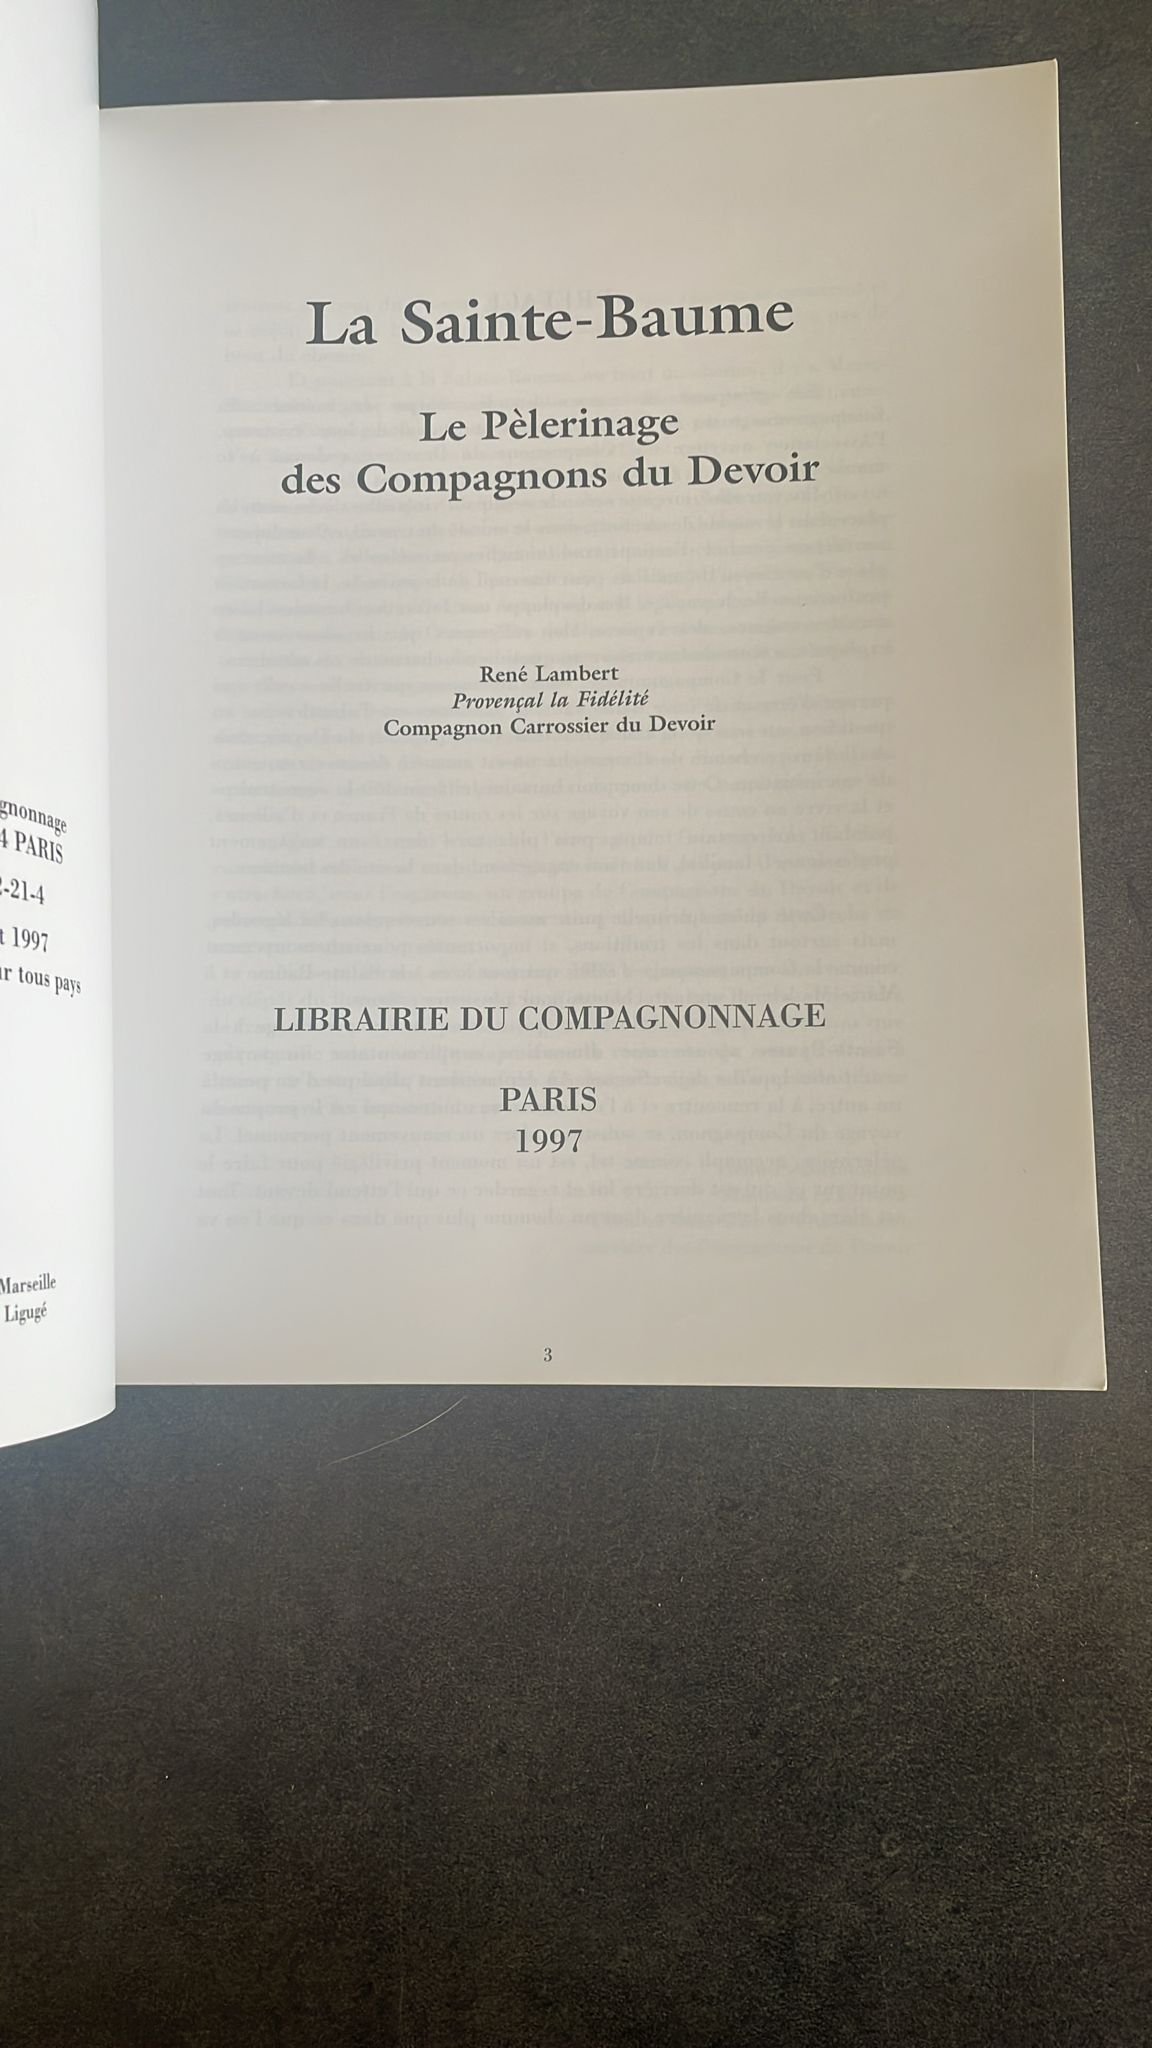 La Sainte-Baume
Le Pèlerinage
des Compagnons du Devoir
René Lambert
Provençal la Fidélité
Compagnon Carrossier du Devoir
LIBRAIRIE DU COMPAGNONNAGE
PARIS
1997
3
gnonnage
4 PARIS
2-21-4
t 1997
ur tous pays
Marseille
Ligugé